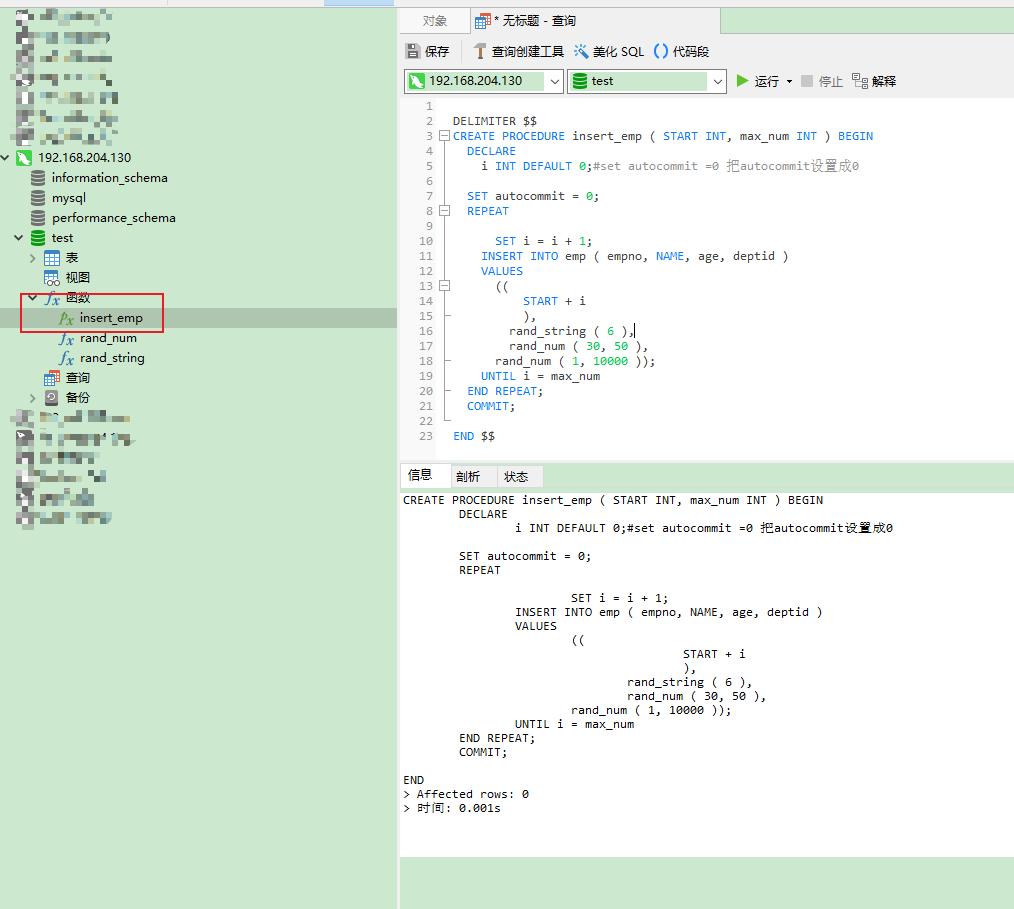 对象
* 无标题 - 查询
保存
查询创建工具
美化 SQL
代码段
192.168.204.130
test
运行
停止
解释
192.168.204.130
information_schema
mysql
performance_schema
test
表
视图
函数
insert_emp
rand_num
rand_string
查询
备份
1
2 DELIMITER $$
3 CREATE PROCEDURE insert_emp ( START INT, max_num INT ) BEGIN
4 DECLARE
5 i INT DEFAULT 0;#set autocommit =0 把autocommit设置成0
6
7 SET autocommit = 0;
8 REPEAT
9
10 SET i = i + 1;
11 INSERT INTO emp ( empno, NAME, age, deptid )
12 VALUES
13 ((
14 START + i
15 ),
16 rand_string ( 6 ),
17 rand_num ( 30, 50 ),
18 rand_num ( 1, 10000 ));
19 UNTIL i = max_num
20 END REPEAT;
21 COMMIT;
22
23 END $$
信息
剖析
状态
CREATE PROCEDURE insert_emp ( START INT, max_num INT ) BEGIN
DECLARE
i INT DEFAULT 0;#set autocommit =0 把autocommit设置成0
SET autocommit = 0;
REPEAT
SET i = i + 1;
INSERT INTO emp ( empno, NAME, age, deptid )
VALUES
((
START + i
),
rand_string ( 6 ),
rand_num ( 30, 50 ),
rand_num ( 1, 10000 ));
UNTIL i = max_num
END REPEAT;
COMMIT;
END
> Affected rows: 0
> 时间: 0.001s